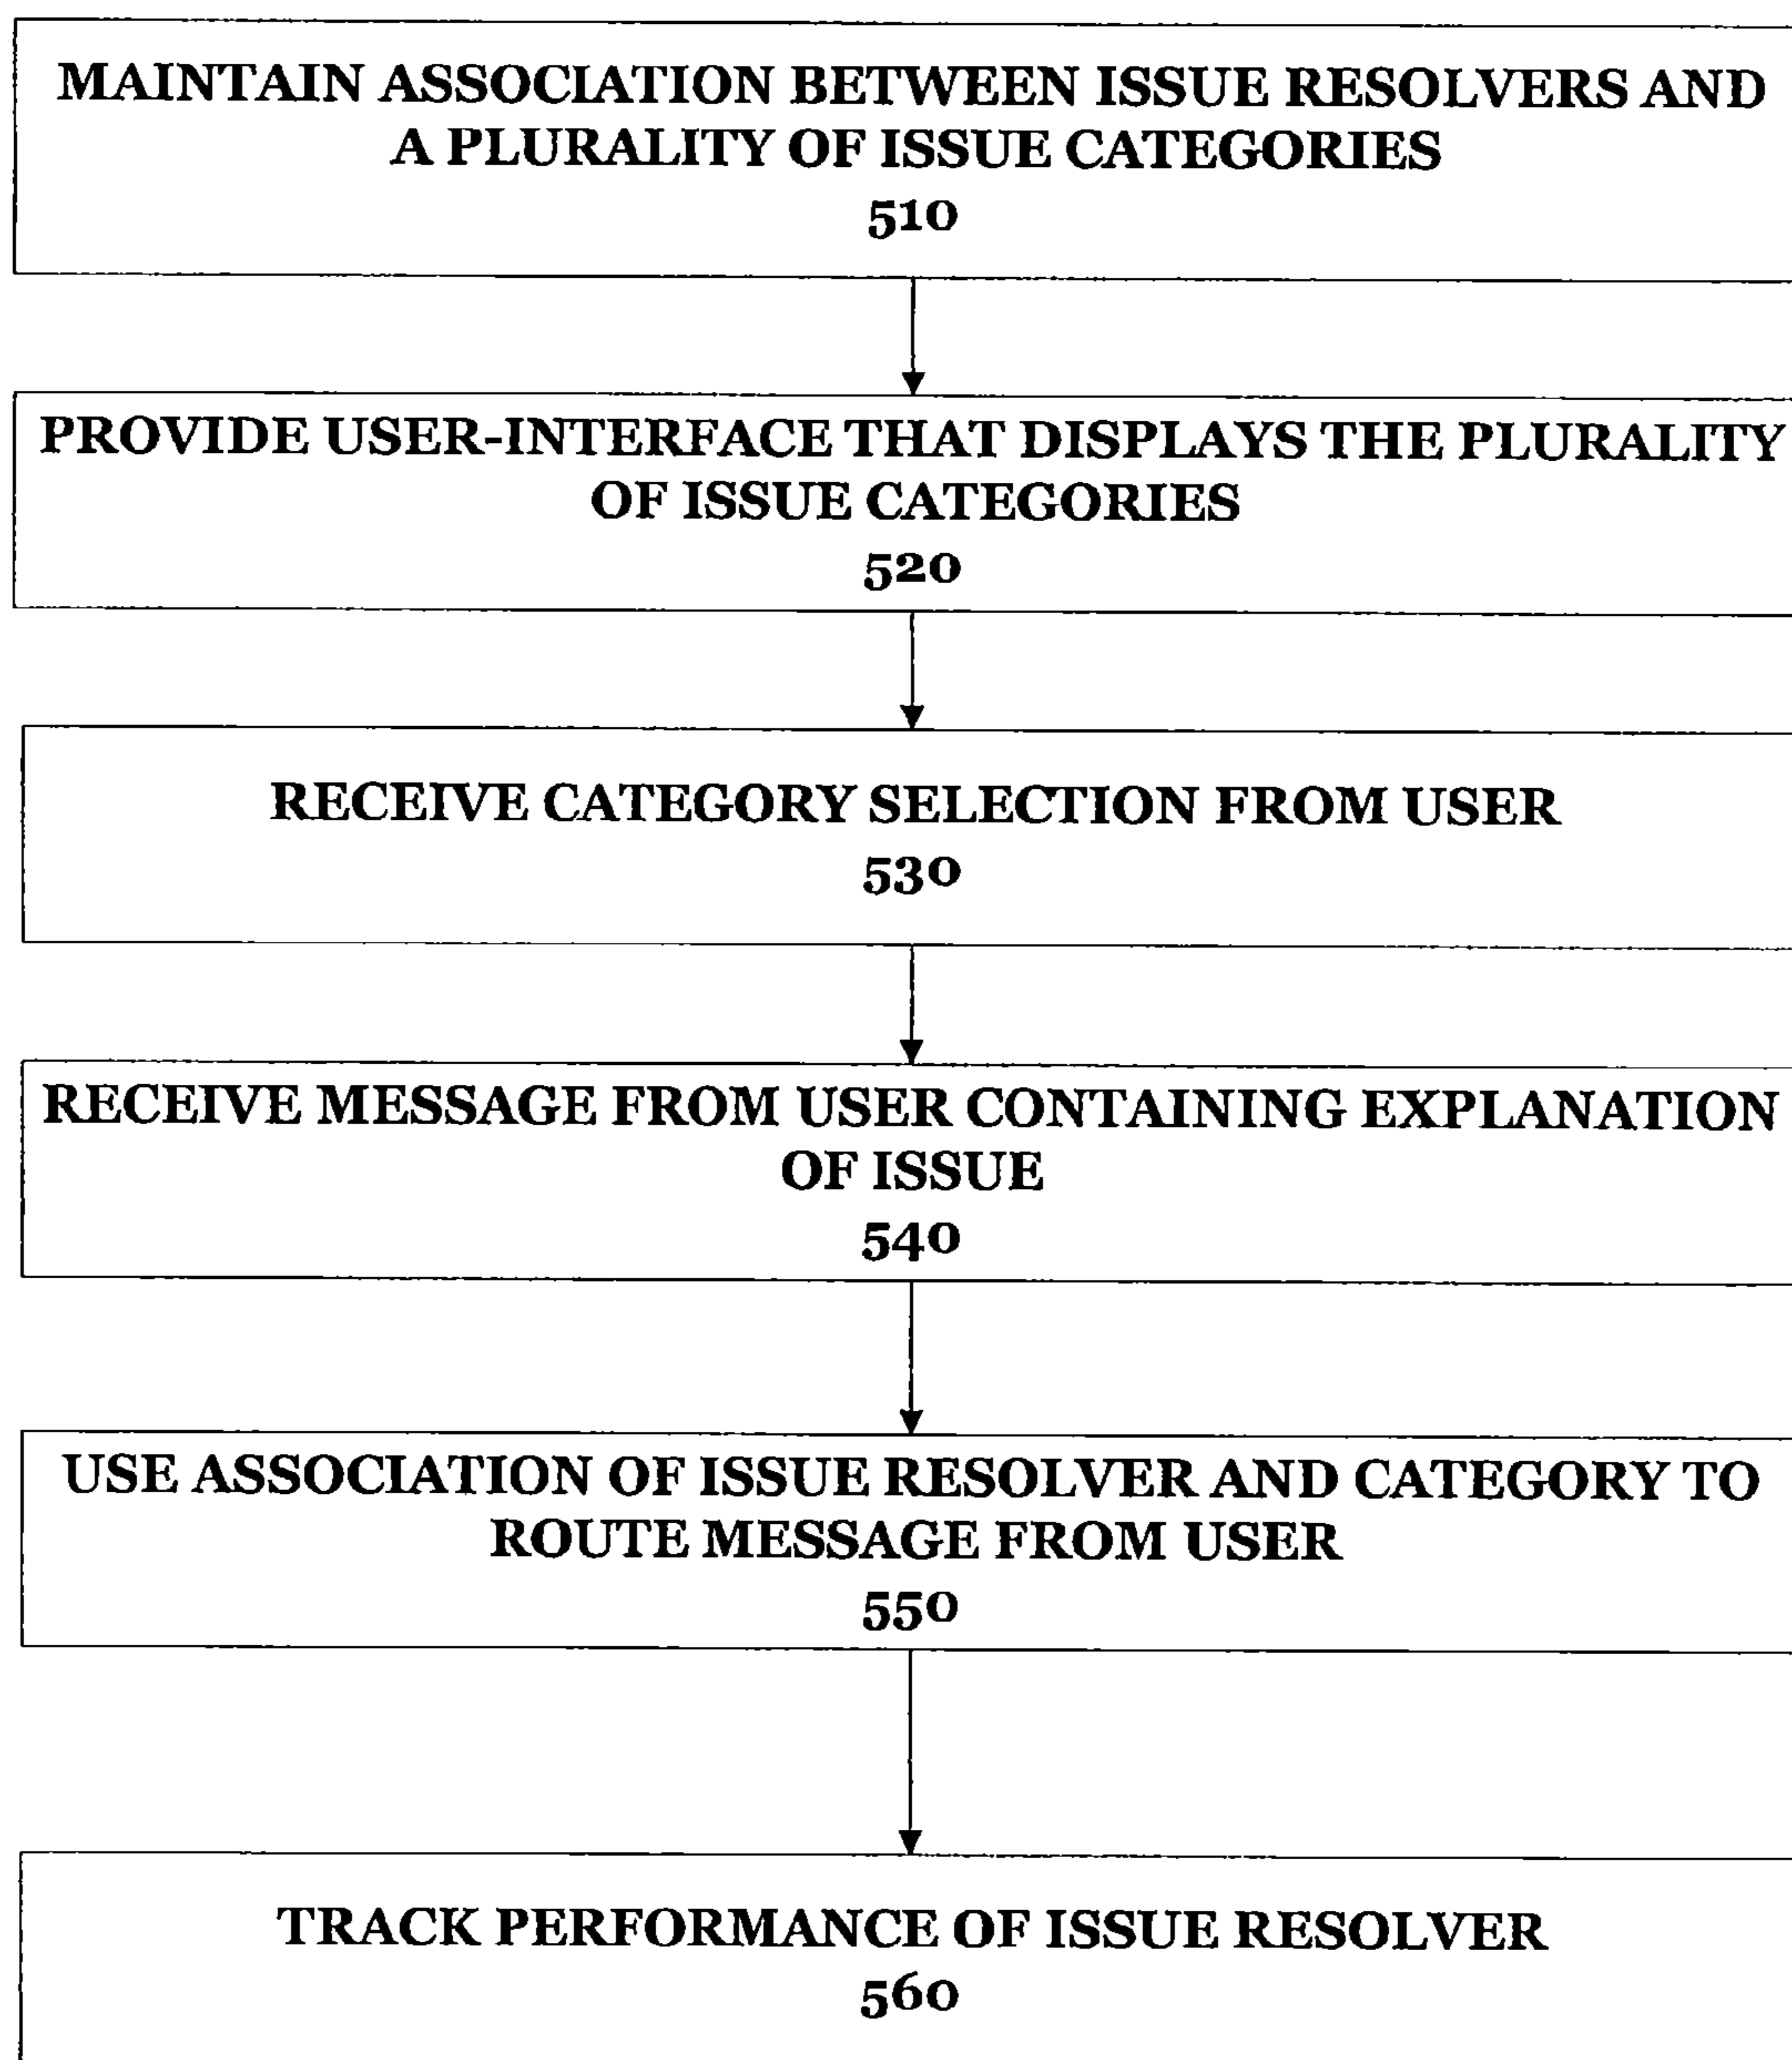 MAINTAIN ASSOCIATION BETWEEN ISSUE RESOLVERS AND
A PLURALITY OF ISSUE CATEGORIES
510
PROVIDE USER-INTERFACE THAT DISPLAYS THE PLURALITY
OF ISSUE CATEGORIES
520
RECEIVE CATEGORY SELECTION FROM USER
530
RECEIVE MESSAGE FROM USER CONTAINING EXPLANATION
OF ISSUE
540
USE ASSOCIATION OF ISSUE RESOLVER AND CATEGORY TO
ROUTE MESSAGE FROM USER
550
TRACK PERFORMANCE OF ISSUE RESOLVER
560